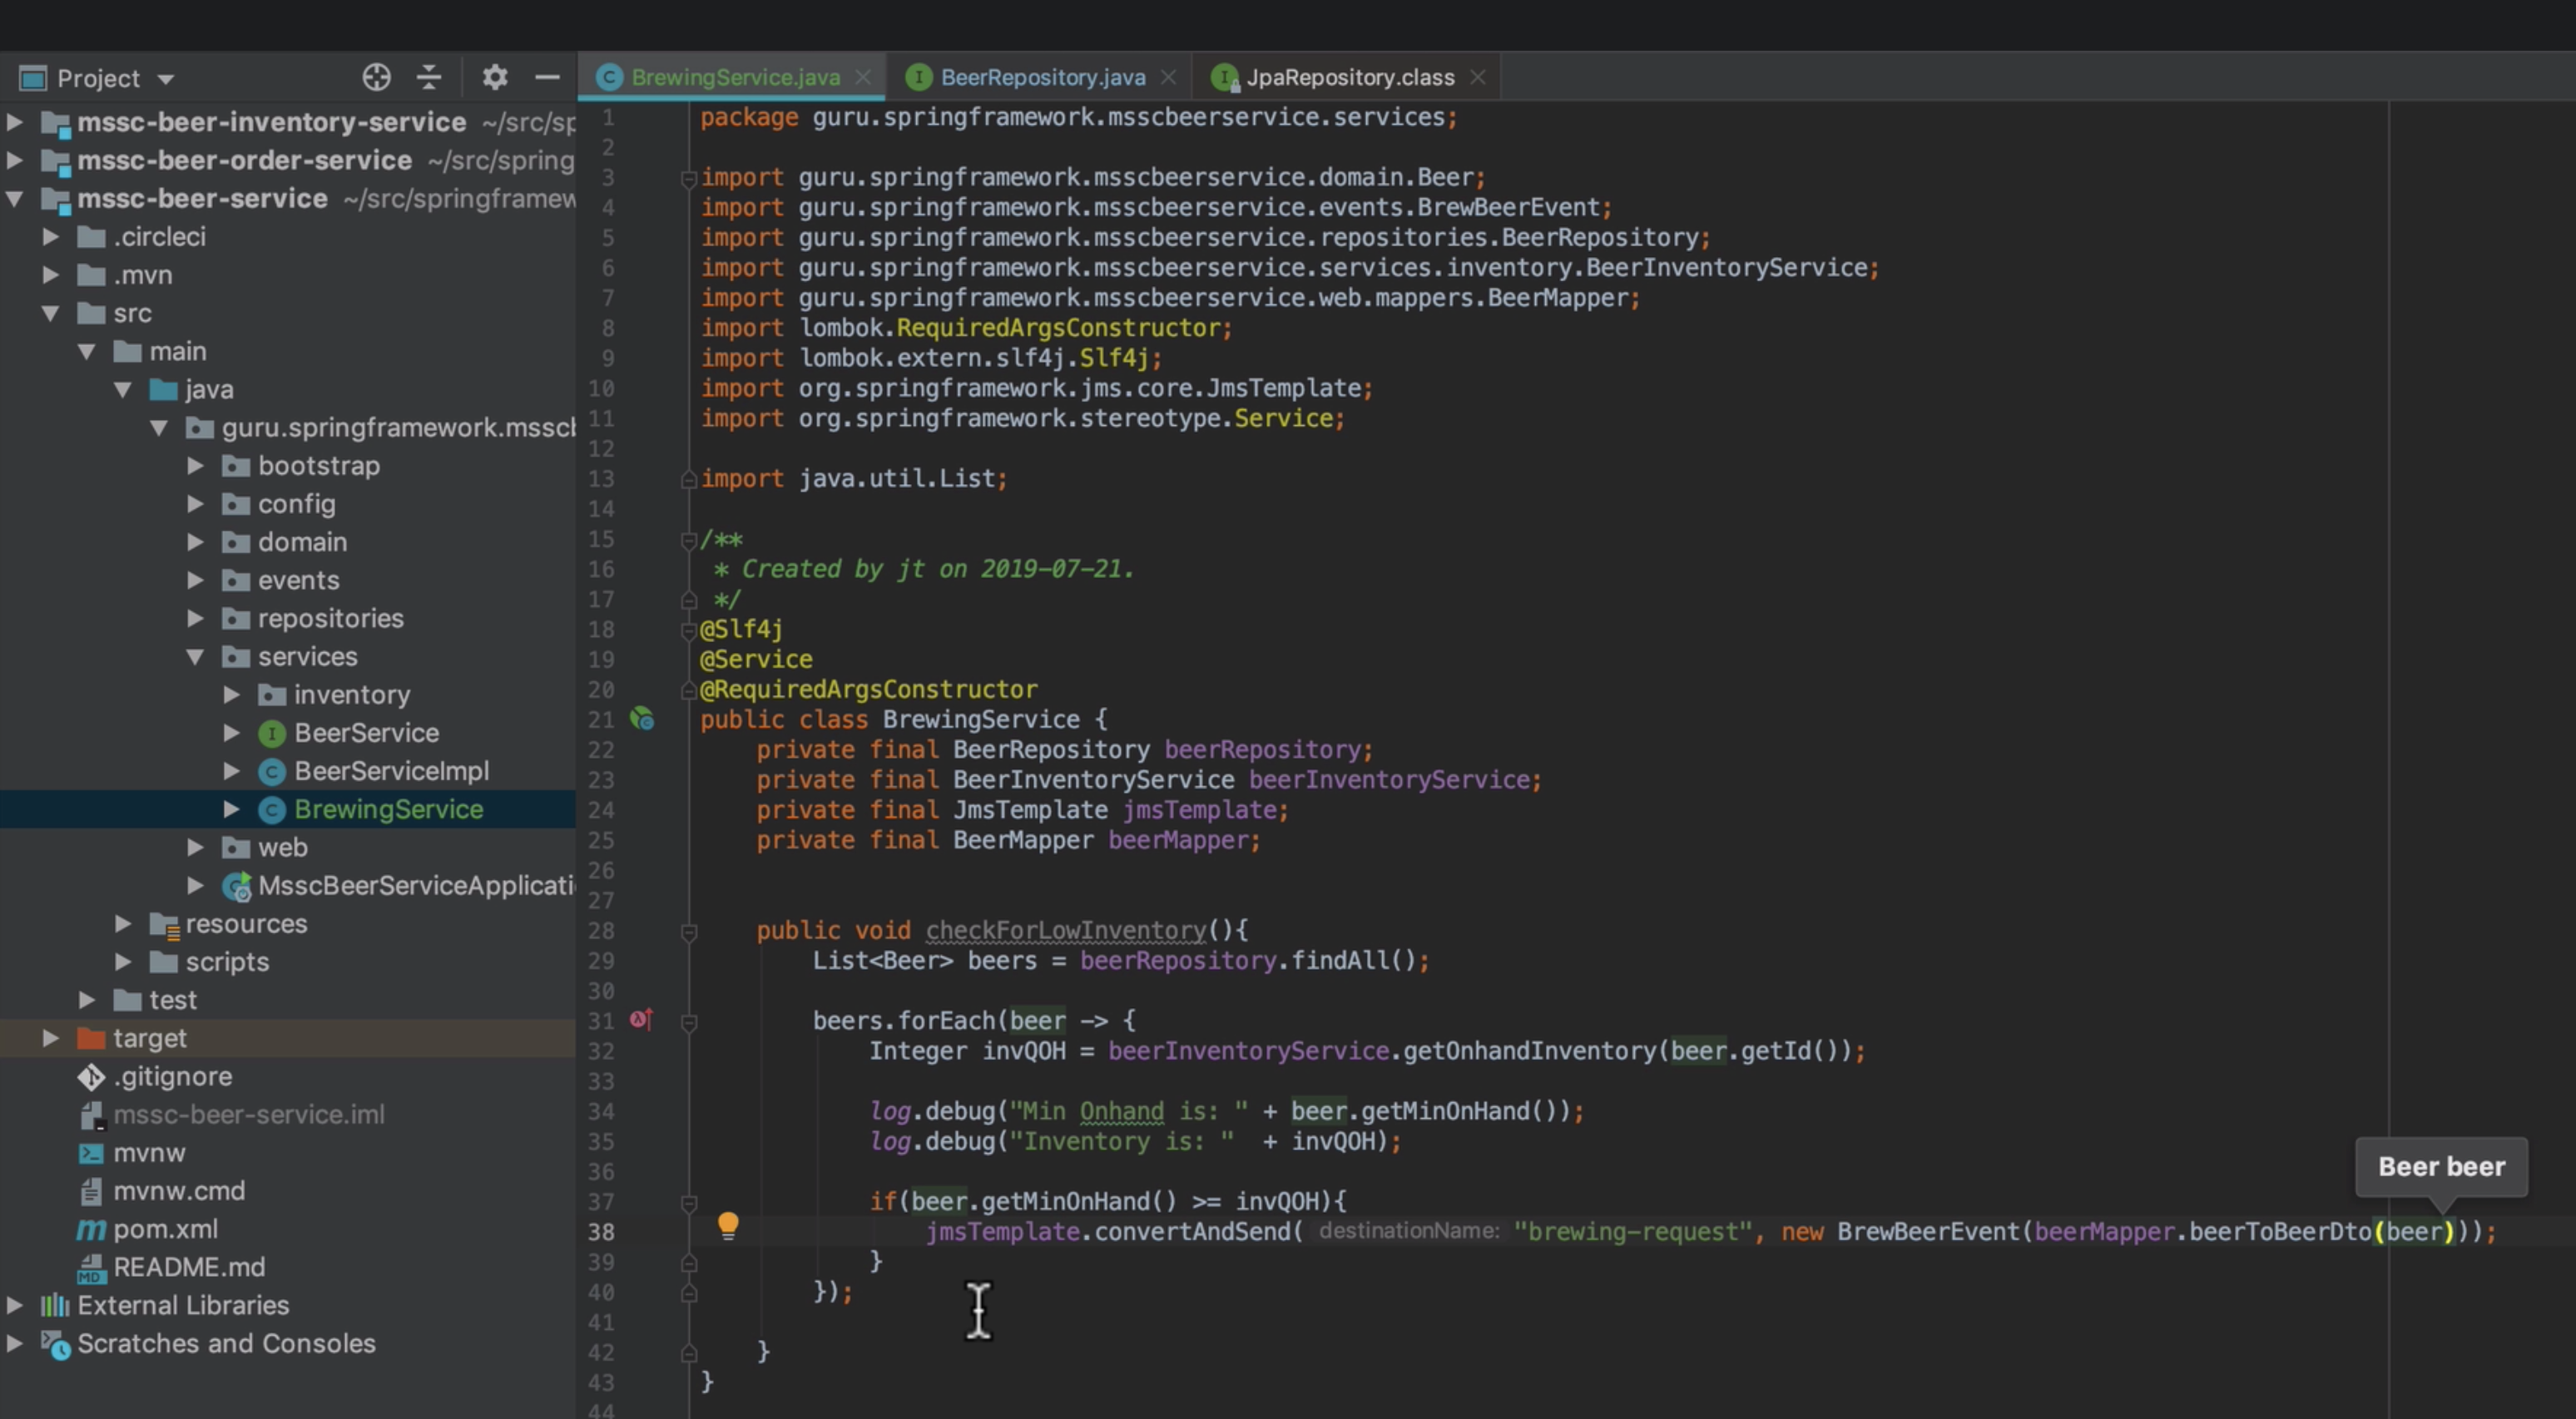 Project
mssc-beer-inventory-service ~/src/sp
mssc-beer-order-service ~/src/spring
mssc-beer-service ~/src/springframew
.circleci
.mvn
src
main
java
guru.springframework.msscb
bootstrap
config
domain
events
repositories
services
inventory
BeerService
BeerServiceImpl
BrewingService
web
MsscBeerServiceApplicati
resources
scripts
test
target
.gitignore
mssc-beer-service.iml
mvnw
mvnw.cmd
pom.xml
README.md
External Libraries
Scratches and Consoles
BrewingService.java BeerRepository.java JpaRepository.class
1 package guru.springframework.msscbeerservice.services;
2
3 import guru.springframework.msscbeerservice.domain.Beer;
4 import guru.springframework.msscbeerservice.events.BrewBeerEvent;
5 import guru.springframework.msscbeerservice.repositories.BeerRepository;
6 import guru.springframework.msscbeerservice.services.inventory.BeerInventoryService;
7 import guru.springframework.msscbeerservice.web.mappers.BeerMapper;
8 import lombok.RequiredArgsConstructor;
9 import lombok.extern.slf4j.Slf4j;
10 import org.springframework.jms.core.JmsTemplate;
11 import org.springframework.stereotype.Service;
12
13 import java.util.List;
14
15 /**
16 * Created by jt on 2019-07-21.
17 */
18 @Slf4j
19 @Service
20 @RequiredArgsConstructor
21 public class BrewingService {
22 private final BeerRepository beerRepository;
23 private final BeerInventoryService beerInventoryService;
24 private final JmsTemplate jmsTemplate;
25 private final BeerMapper beerMapper;
26
27
28 public void checkForLowInventory(){
29 List<Beer> beers = beerRepository.findAll();
30
31 beers.forEach(beer -> {
32 Integer invQOH = beerInventoryService.getOnhandInventory(beer.getId());
33
34 log.debug("Min Onhand is: " + beer.getMinOnHand());
35 log.debug("Inventory is: " + invQOH);
36
Beer beer
37 if(beer.getMinOnHand() >= invQOH){
38 jmsTemplate.convertAndSend( destinationName: "brewing-request", new BrewBeerEvent(beerMapper.beerToBeerDto(beer)));
39 }
40 });
41
42 }
43 }
44